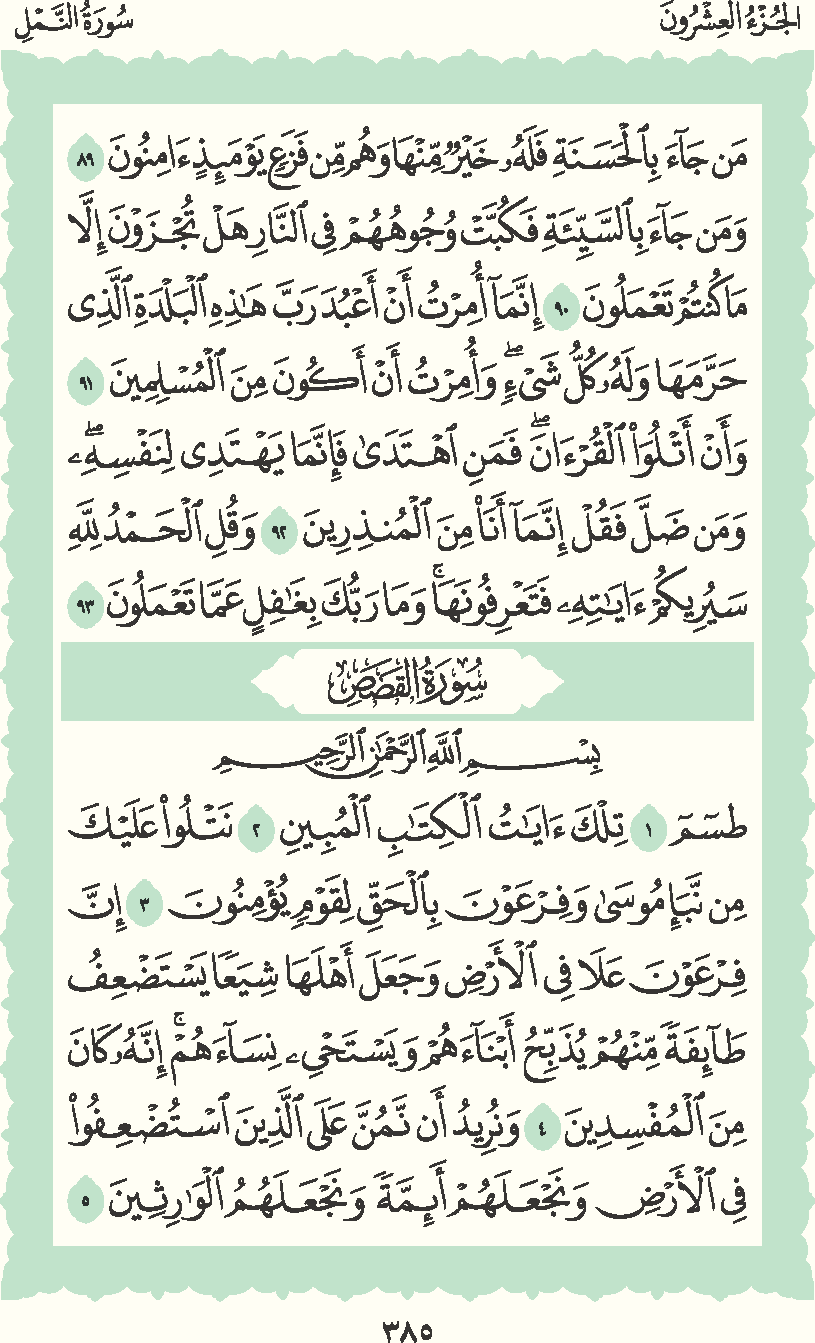 الجُزْءُ العِشْرُونَ
سُورَةُ النَّمْلِ
مَن جَآءَ بِٱلْحَسَنَةِ فَلَهُۥ خَيْرٌ مِّنْهَا وَهُم مِّن فَزَعٍ يَوْمَئِذٍ ءَامِنُونَ ٨٩
وَمَن جَآءَ بِٱلسَّيِّئَةِ فَكُبَّتْ وُجُوهُهُمْ فِى ٱلنَّارِ هَلْ تُجْزَوْنَ إِلَّا
مَا كُنتُمْ تَعْمَلُونَ ٩٠ إِنَّمَآ أُمِرْتُ أَنْ أَعْبُدَ رَبَّ هَٰذِهِ ٱلْبَلْدَةِ ٱلَّذِى
حَرَّمَهَا وَلَهُۥ كُلُّ شَىْءٍ ۖ وَأُمِرْتُ أَنْ أَكُونَ مِنَ ٱلْمُسْلِمِينَ ٩١
وَأَنْ أَتْلُوَا۟ ٱلْقُرْءَانَ ۖ فَمَنِ ٱهْتَدَىٰ فَإِنَّمَا يَهْتَدِى لِنَفْسِهِۦ ۖ
وَمَن ضَلَّ فَقُلْ إِنَّمَآ أَنَا۠ مِنَ ٱلْمُنذِرِينَ ٩٢ وَقُلِ ٱلْحَمْدُ لِلَّهِ
سَيُرِيكُمْ ءَايَٰتِهِۦ فَتَعْرِفُونَهَا ۚ وَمَا رَبُّكَ بِغَٰفِلٍ عَمَّا تَعْمَلُونَ ٩٣
سُورَةُ القَصَصِ
بِسْمِ ٱللَّهِ ٱلرَّحْمَٰنِ ٱلرَّحِيمِ
طسٓمٓ ١ تِلْكَ ءَايَٰتُ ٱلْكِتَٰبِ ٱلْمُبِينِ ٢ نَتْلُوا۟ عَلَيْكَ
مِن نَّبَإِ مُوسَىٰ وَفِرْعَوْنَ بِٱلْحَقِّ لِقَوْمٍ يُؤْمِنُونَ ٣ إِنَّ
فِرْعَوْنَ عَلَا فِى ٱلْأَرْضِ وَجَعَلَ أَهْلَهَا شِيَعًا يَسْتَضْعِفُ
طَآئِفَةً مِّنْهُمْ يُذَبِّحُ أَبْنَآءَهُمْ وَيَسْتَحْىِۦ نِسَآءَهُمْ ۚ إِنَّهُۥ كَانَ
مِنَ ٱلْمُفْسِدِينَ ٤ وَنُرِيدُ أَن نَّمُنَّ عَلَى ٱلَّذِينَ ٱسْتُضْعِفُوا۟
فِى ٱلْأَرْضِ وَنَجْعَلَهُمْ أَئِمَّةً وَنَجْعَلَهُمُ ٱلْوَٰرِثِينَ ٥
٣٨٥